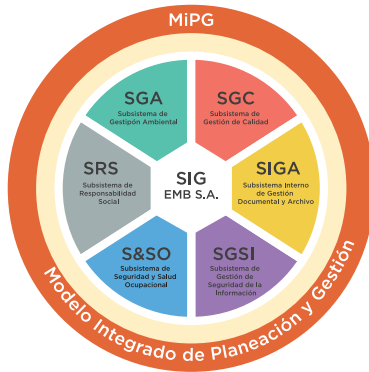 MiPG
SGA
Subsistema de
Gestipón Ambiental
SGC
Subsistema de
Gestión de Calidad
SRS
Subsistema de
Responsabilidad
Social
SIG
EMB S.A.
SIGA
Subsistema Interno
de Gestión
Documental y Archivo
S&SO
Subsistema de
Seguridad y Salud
Ocupacional
SGSI
Subsistema de
Gestión de
Seguridad de la
Información
Modelo Integrado de Planeación y Gestión